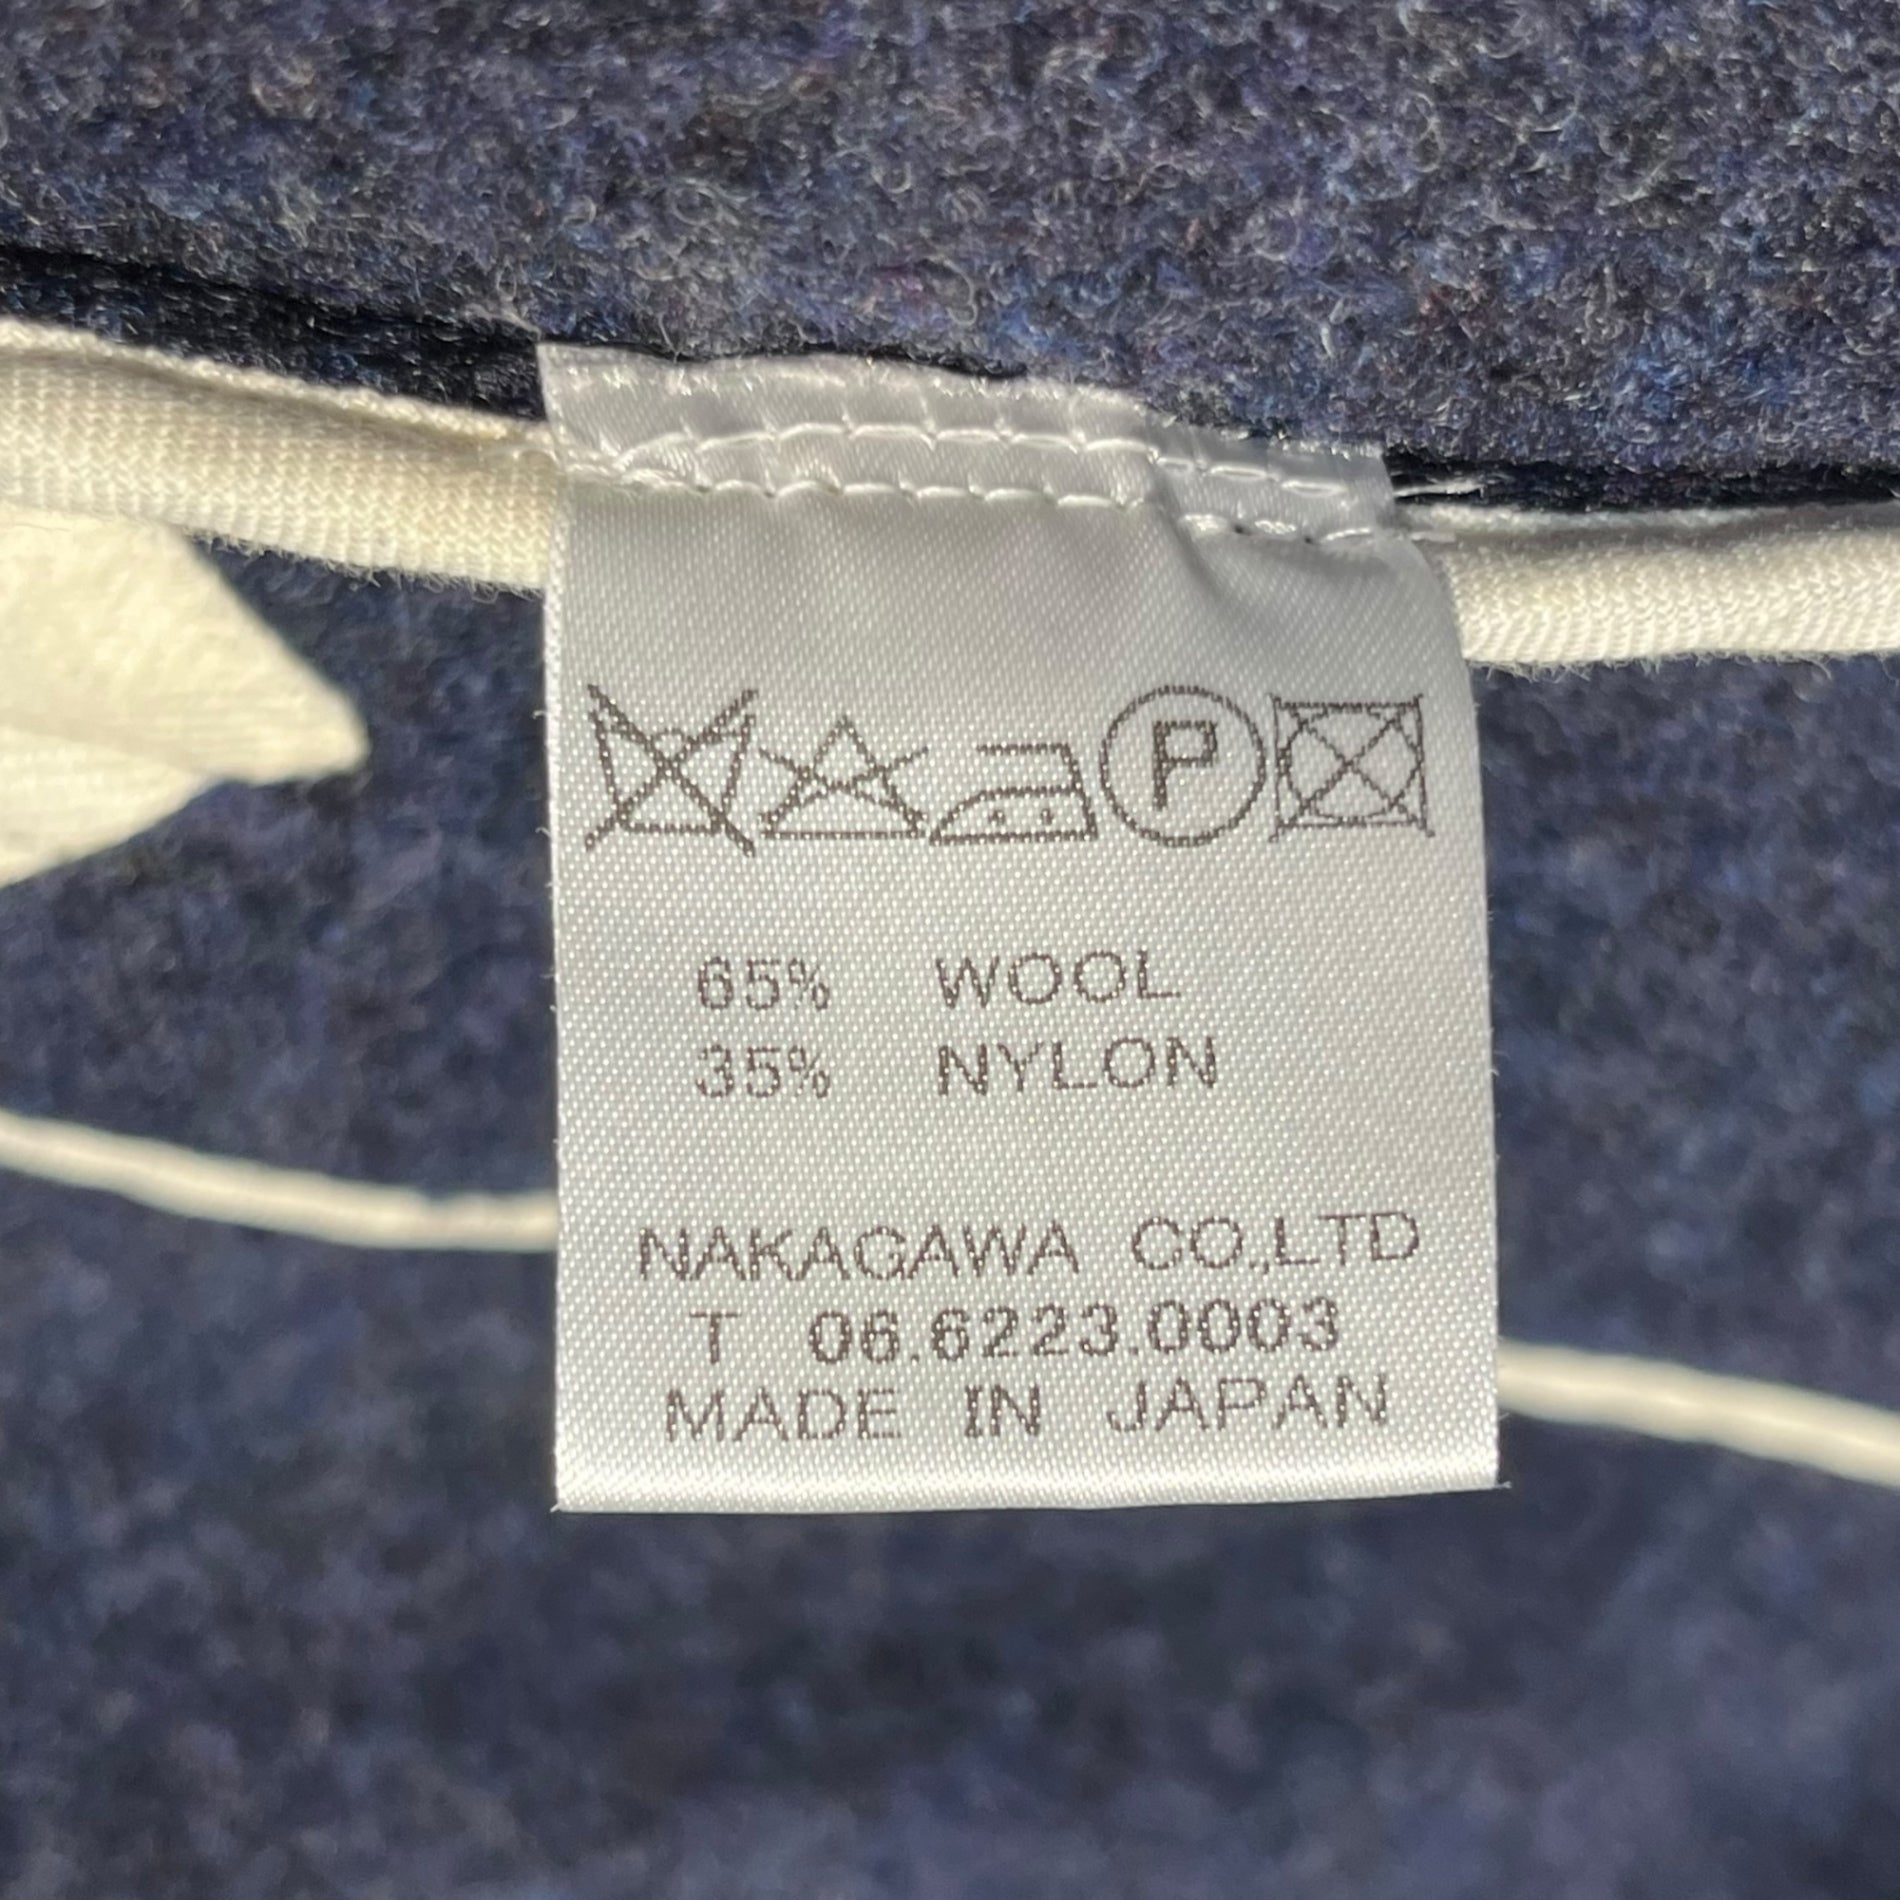 P
65% WOOL
35% NYLON
NAKAGAWA CO.,LTD
T 06.6223.0003
MADE IN JAPAN